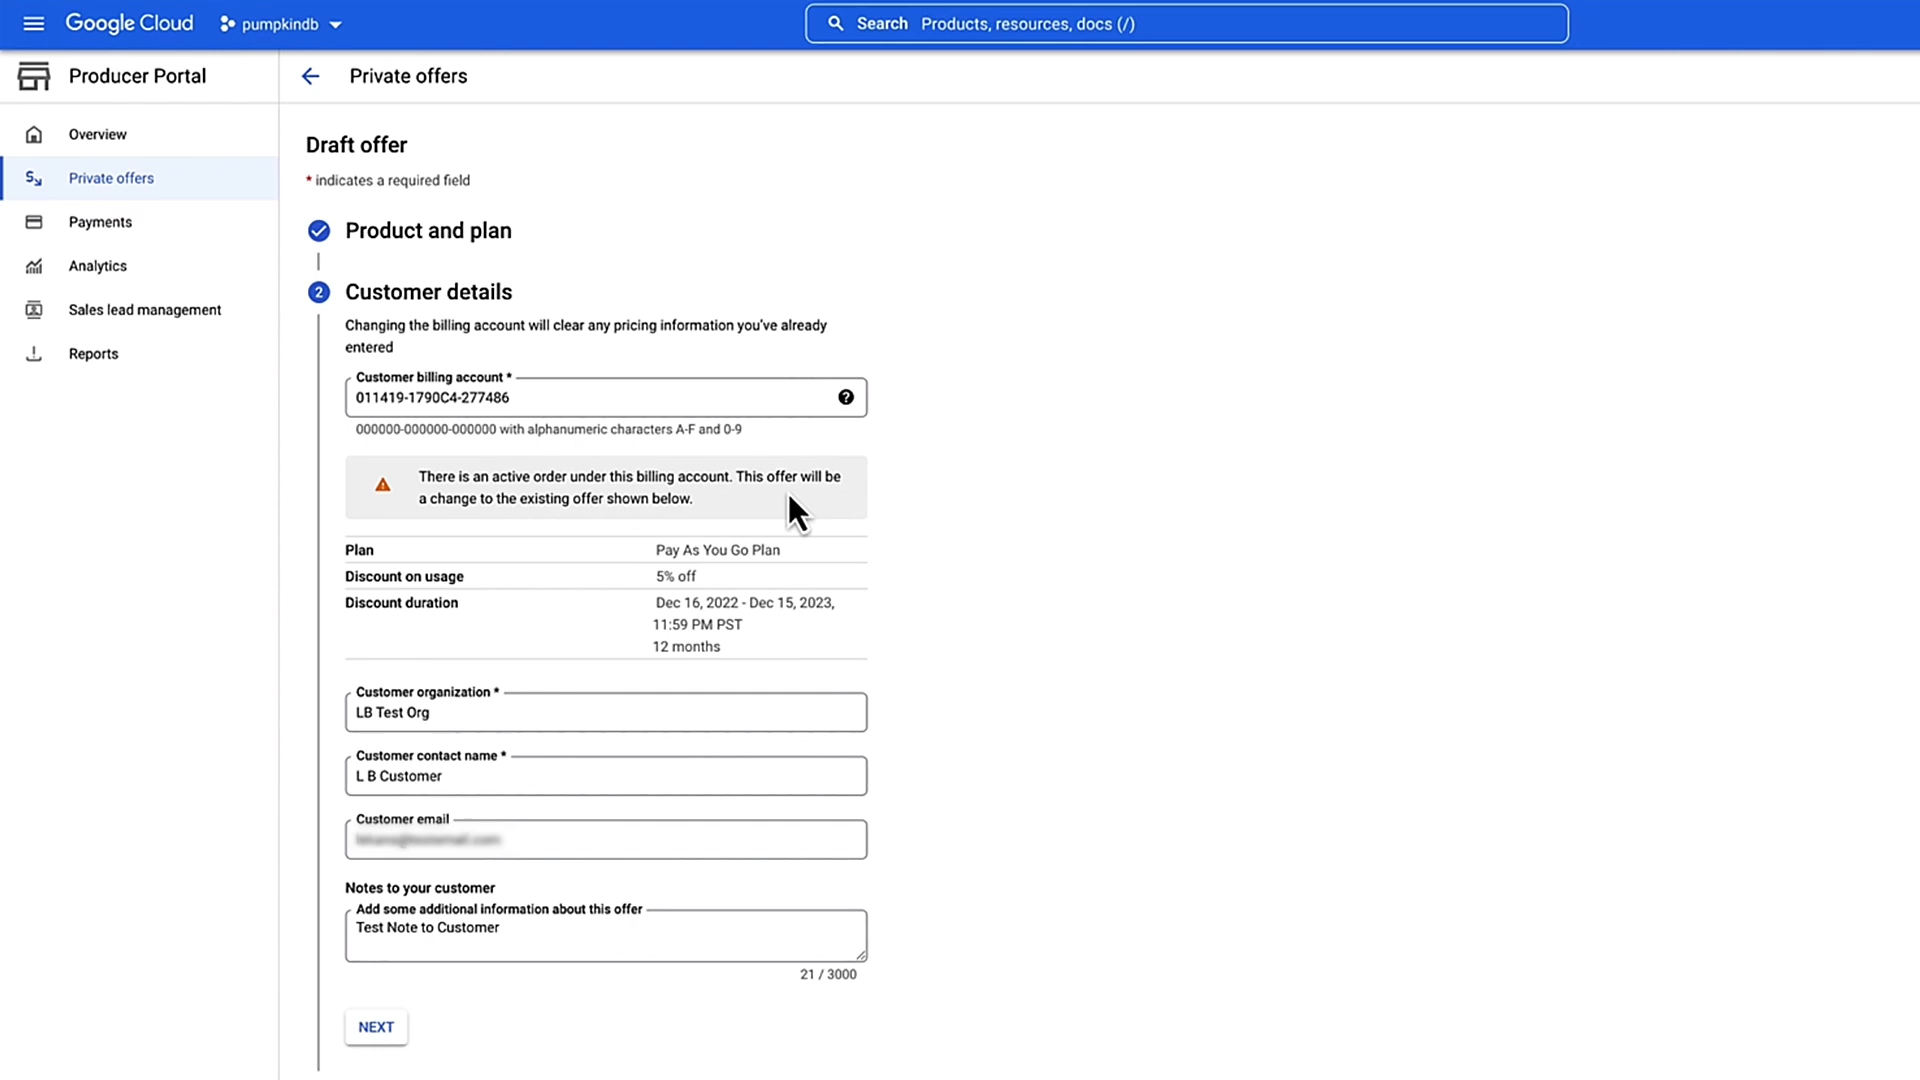 Google Cloud
pumpkindb
Search Products, resources, docs (/)
Producer Portal
Private offers
Overview
Private offers
Payments
Analytics
Sales lead management
Reports
Draft offer
* indicates a required field
Product and plan
2 Customer details
Changing the billing account will clear any pricing information you've already
entered
Customer billing account *
011419-1790C4-277486
000000-000000-000000 with alphanumeric characters A-F and 0-9
There is an active order under this billing account. This offer will be
a change to the existing offer shown below.
Plan Pay As You Go Plan
Discount on usage 5% off
Discount duration Dec 16, 2022 - Dec 15, 2023,
11:59 PM PST
12 months
Customer organization *
LB Test Org
Customer contact name *
L B Customer
Customer email
Notes to your customer
Add some additional information about this offer
Test Note to Customer
21 / 3000
NEXT